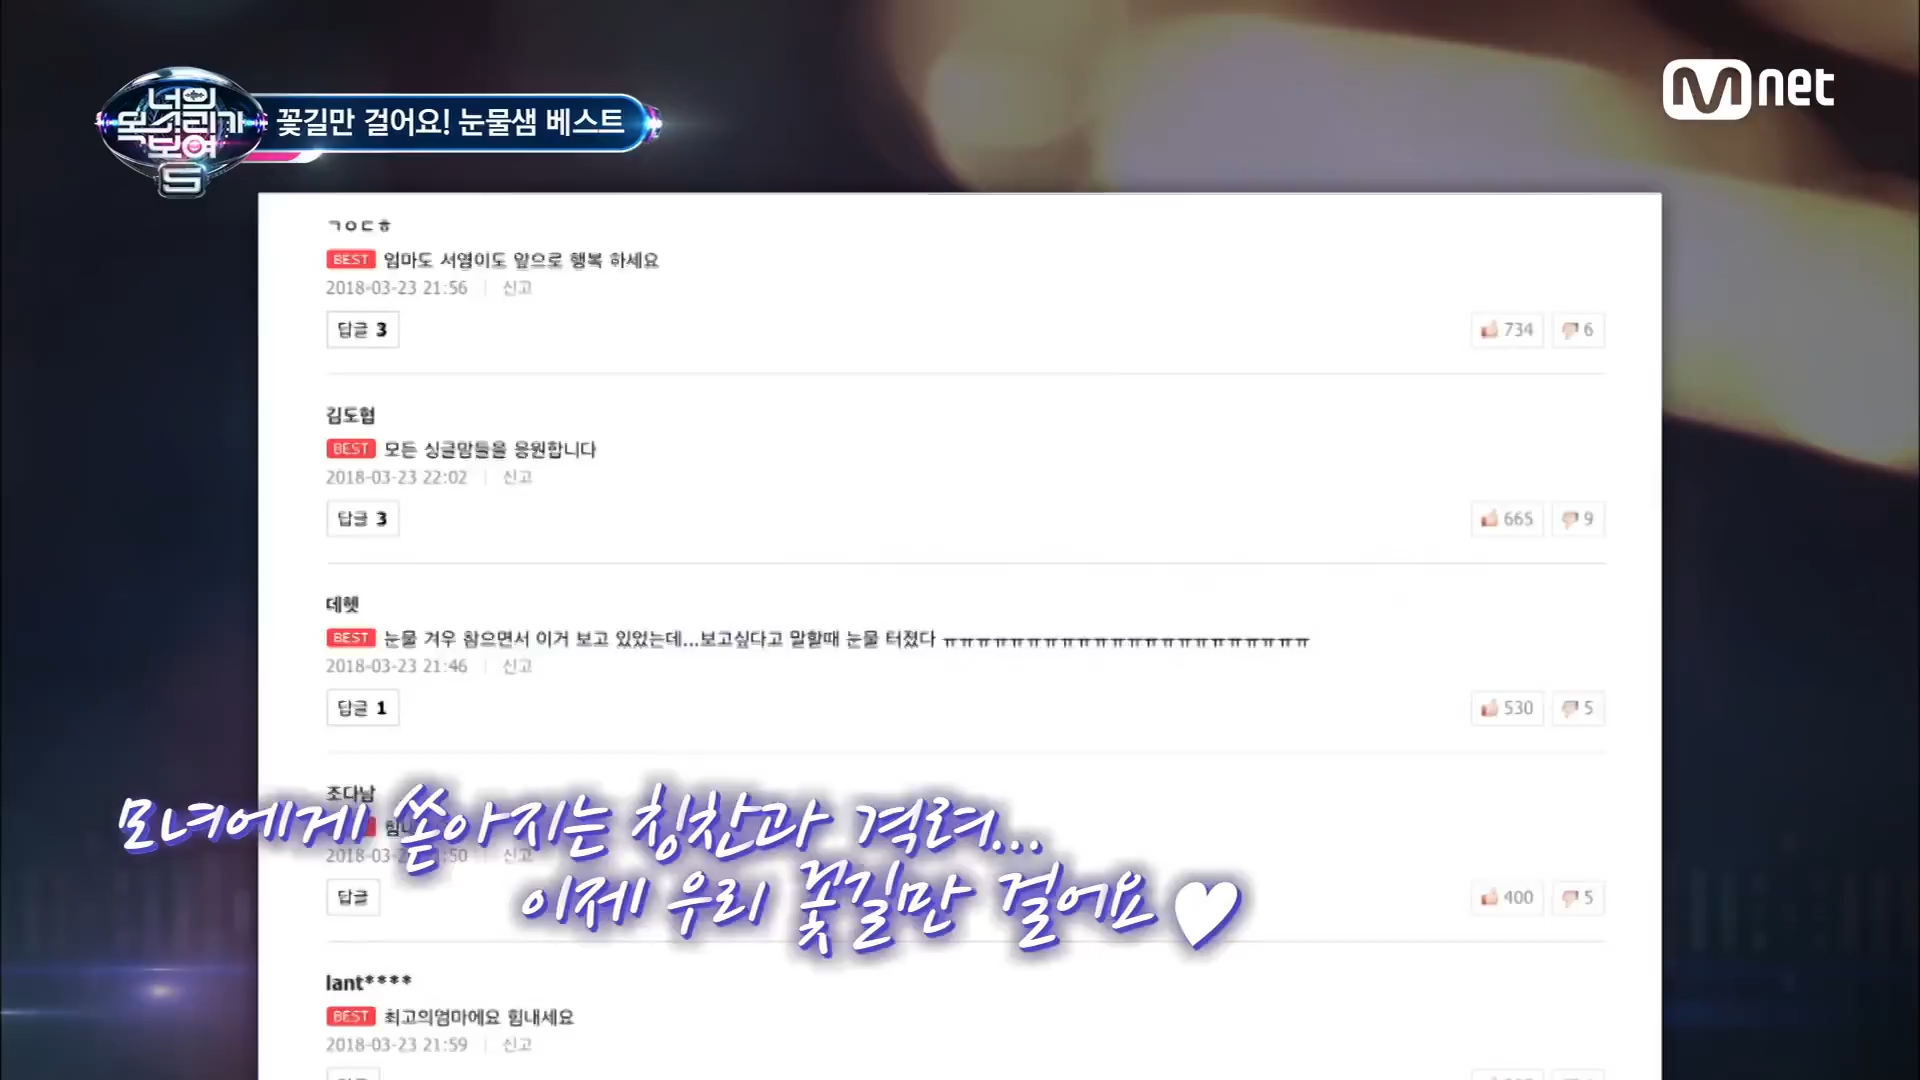 너의
목소리가
보여
5
꽃길만 걸어요! 눈물샘 베스트
Mnet
ㄱㅇㄷㅎ
BEST 엄마도 서염이도 앞으로 행복 하세요
2018-03-23 21:56 | 신고
답글 3
734 6
김도협
BEST 모든 싱글맘들을 응원합니다
2018-03-23 22:02 | 신고
답글 3
665 9
데헷
BEST 눈물 겨우 참으면서 이거 보고 있었는데...보고싶다고 말할때 눈물 터졌다 ㅠㅠㅠㅠㅠㅠㅠㅠㅠㅠㅠㅠㅠㅠㅠㅠㅠㅠㅠㅠㅠㅠ
2018-03-23 21:46 | 신고
답글 1
530 5
조다남
신고
답글
400 5
모녀에게 쏟아지는 칭찬과 격려...
이제 우리 꽃길만 걸어요♥
lant****
BEST 최고의엄마에요 힘내세요
2018-03-23 21:59 | 신고